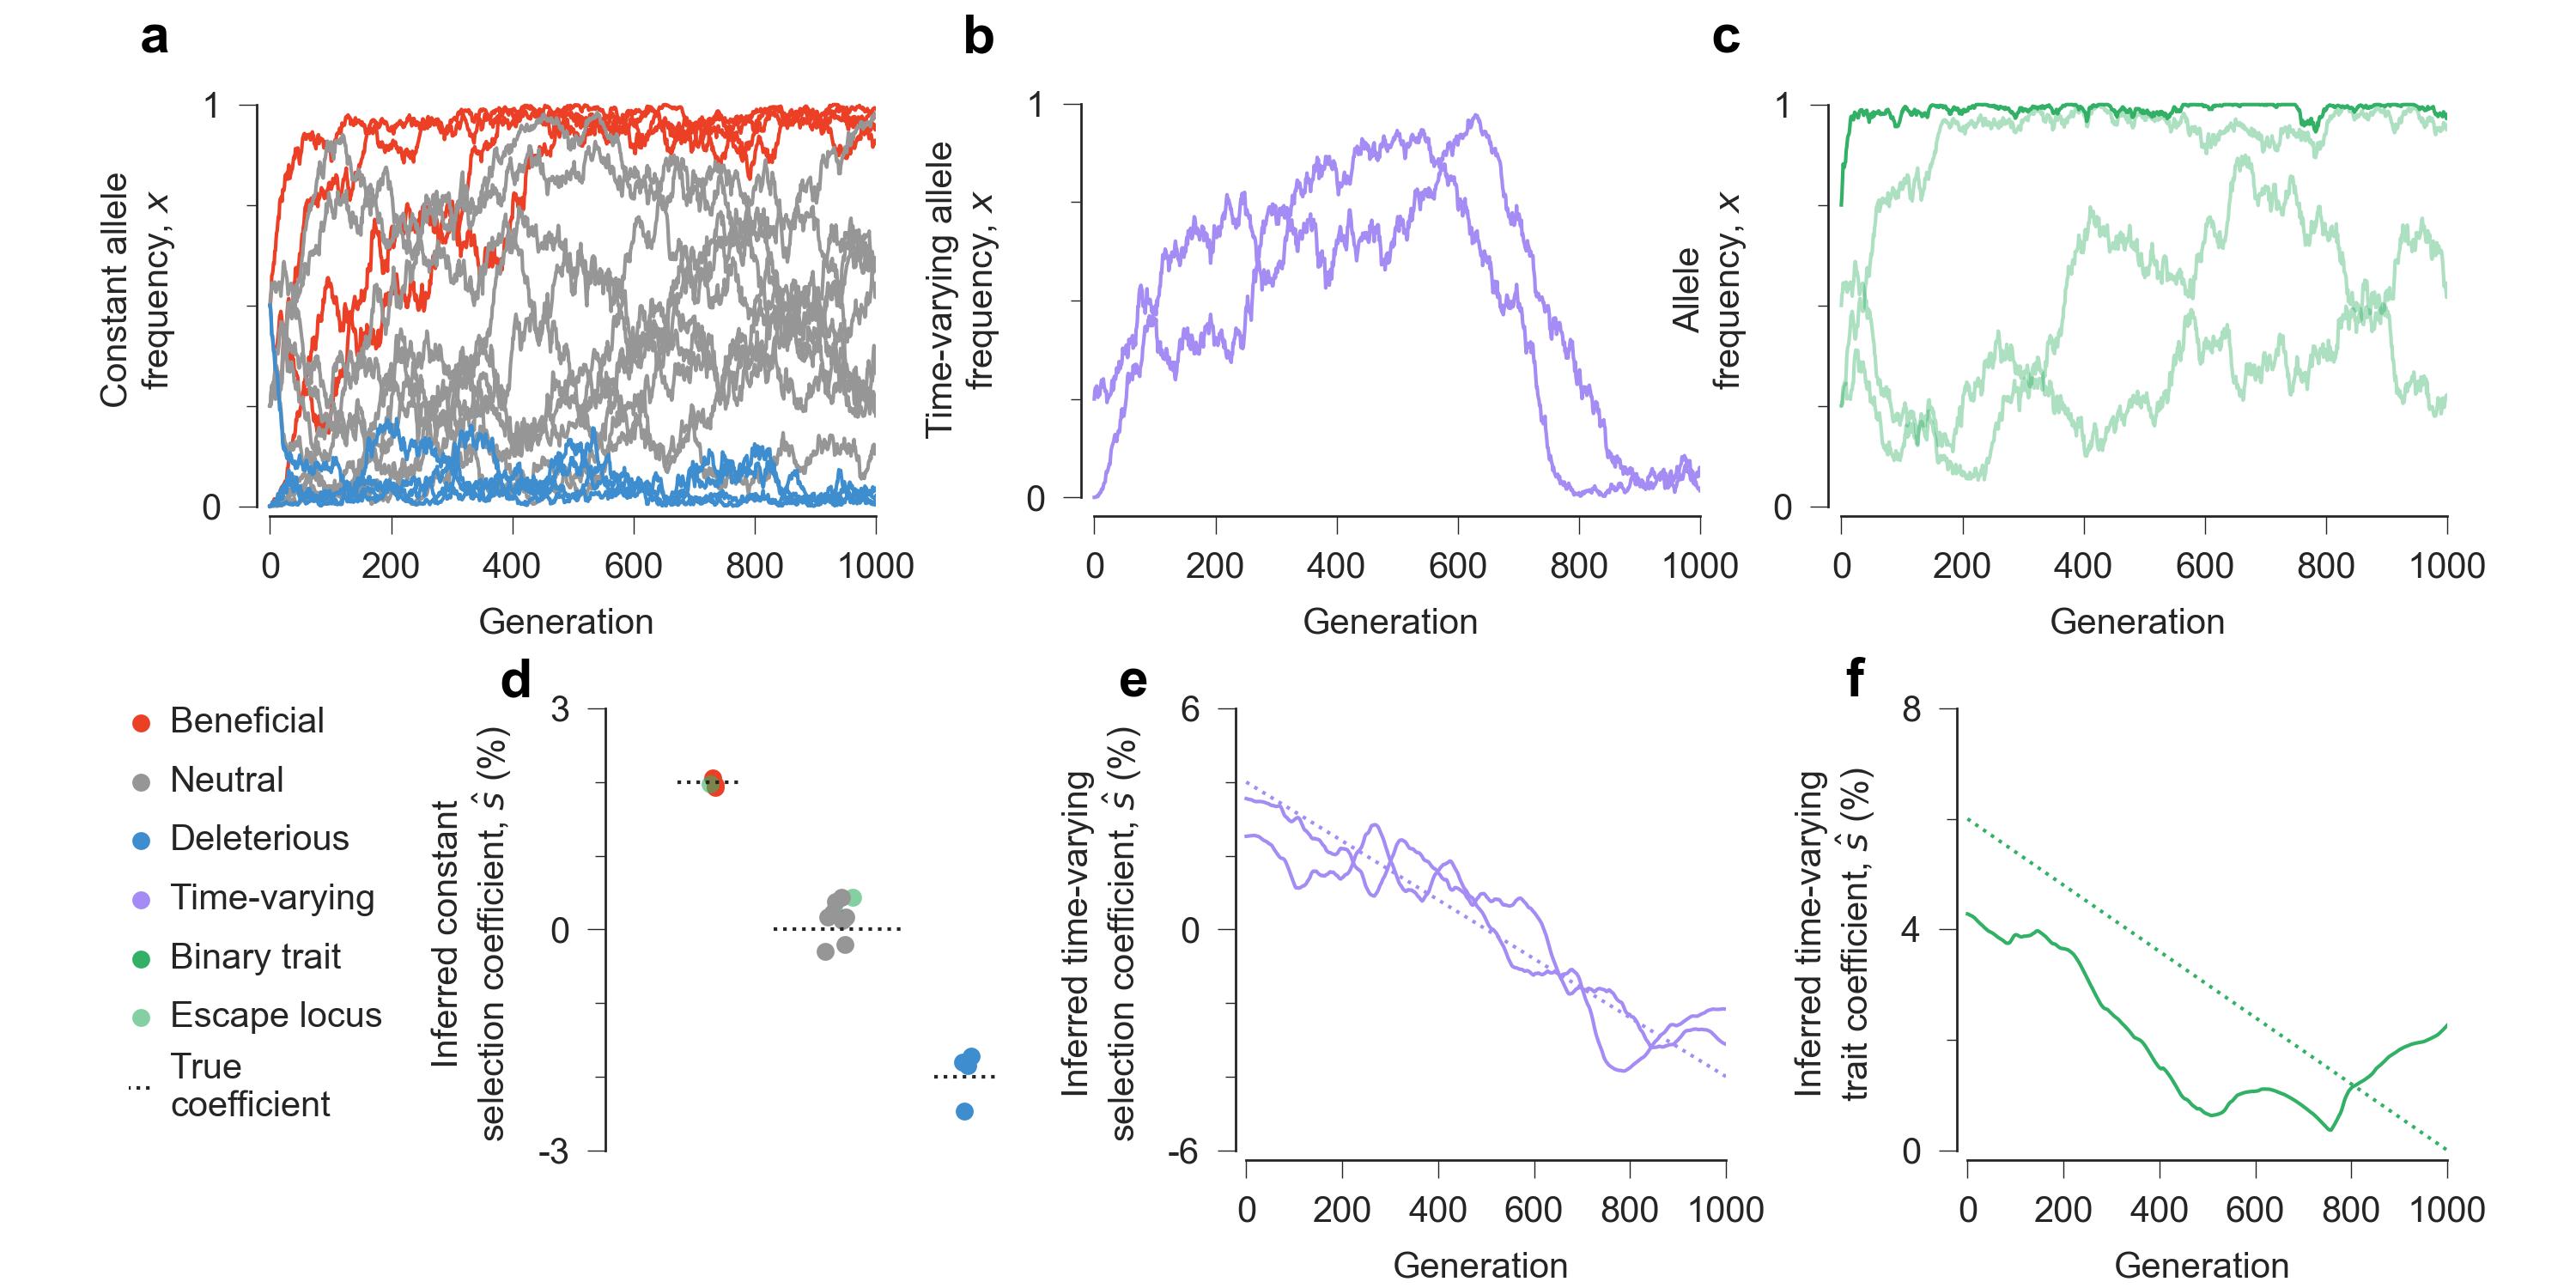 a
1
0
Constant allele
frequency, x
0 200 400 600 800 1000
Generation
b
1
0
Time-varying allele
frequency, x
0 200 400 600 800 1000
Generation
c
1
0
Allele
frequency, x
0 200 400 600 800 1000
Generation
Beneficial
Neutral
Deleterious
Time-varying
Binary trait
Escape locus
True
coefficient
d
3
0
-3
Inferred constant
selection coefficient, ŝ (%)
e
6
0
-6
Inferred time-varying
selection coefficient, ŝ (%)
0 200 400 600 800 1000
Generation
f
8
4
0
Inferred time-varying
trait coefficient, ŝ (%)
0 200 400 600 800 1000
Generation